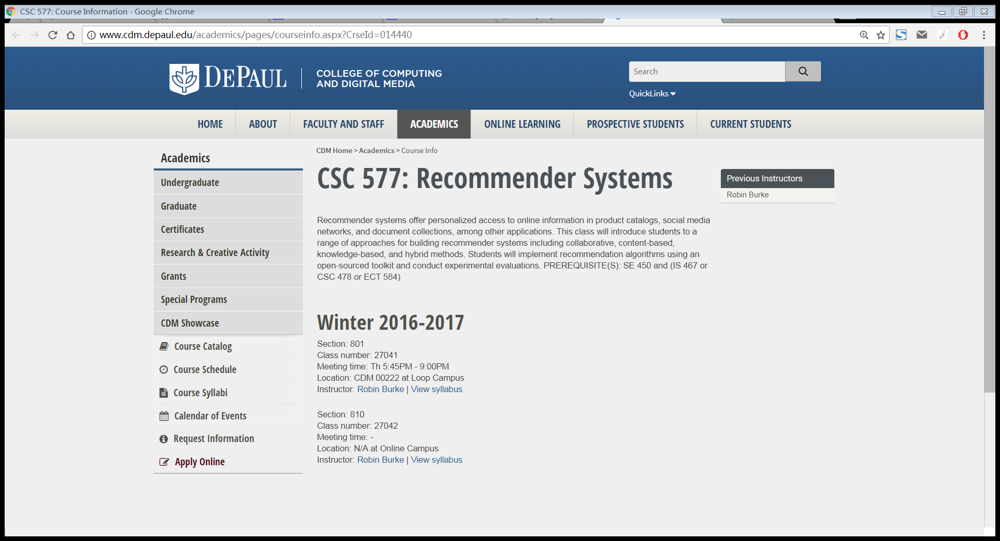 CSC 577: Course Information - Google Chrome
www.cdm.depaul.edu/academics/pages/courseinfo.aspx?CrseId=014440
DEPAUL
COLLEGE OF COMPUTING
AND DIGITAL MEDIA
Search
QuickLinks
HOME ABOUT FACULTY AND STAFF ACADEMICS ONLINE LEARNING PROSPECTIVE STUDENTS CURRENT STUDENTS
Academics
Undergraduate
Graduate
Certificates
Research & Creative Activity
Grants
Special Programs
CDM Showcase
Course Catalog
Course Schedule
Course Syllabi
Calendar of Events
Request Information
Apply Online
CDM Home > Academics > Course Info
CSC 577: Recommender Systems
Recommender systems offer personalized access to online information in product catalogs, social media
networks, and document collections, among other applications. This class will introduce students to a
range of approaches for building recommender systems including collaborative, content-based,
knowledge-based, and hybrid methods. Students will implement recommendation algorithms using an
open-sourced toolkit and conduct experimental evaluations. PREREQUISITE(S): SE 450 and (IS 467 or
CSC 478 or ECT 584)
Winter 2016-2017
Section: 801
Class number: 27041
Meeting time: Th 5:45PM - 9:00PM
Location: CDM 00222 at Loop Campus
Instructor: Robin Burke | View syllabus
Section: 810
Class number: 27042
Meeting time: -
Location: N/A at Online Campus
Instructor: Robin Burke | View syllabus
Previous Instructors
Robin Burke